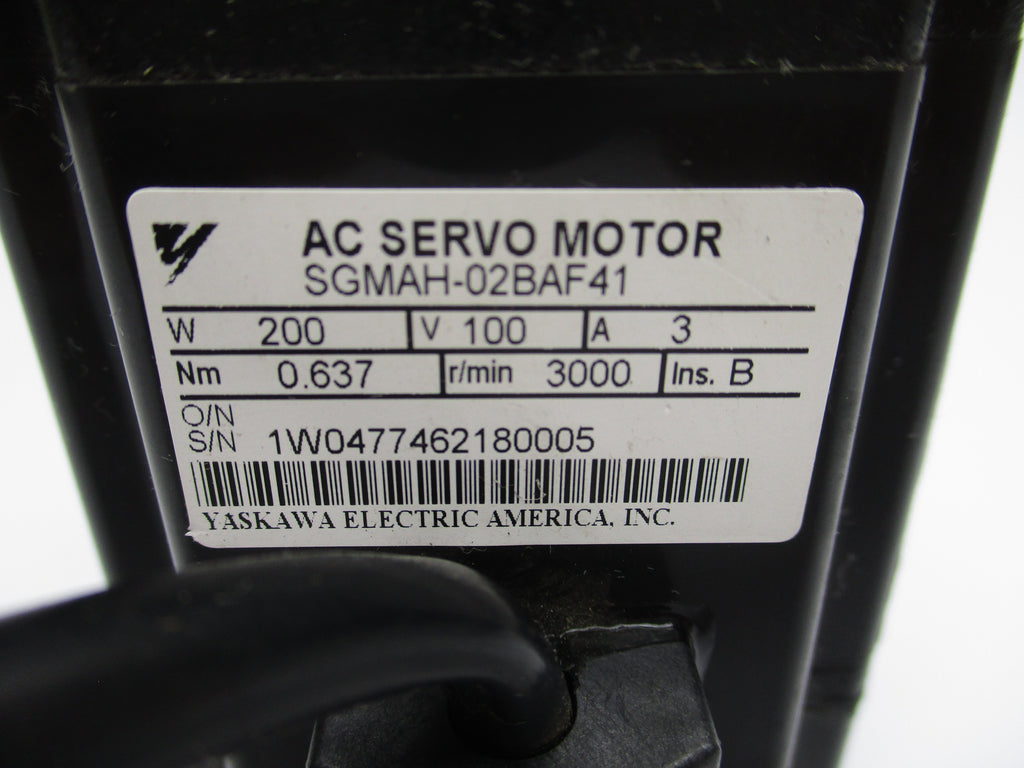 AC SERVO MOTOR
SGMAH-02BAF41
W 200 V 100 A 3
Nm 0.637 r/min 3000 Ins. B
O/N
S/N 1W0477462180005
YASKAWA ELECTRIC AMERICA, INC.